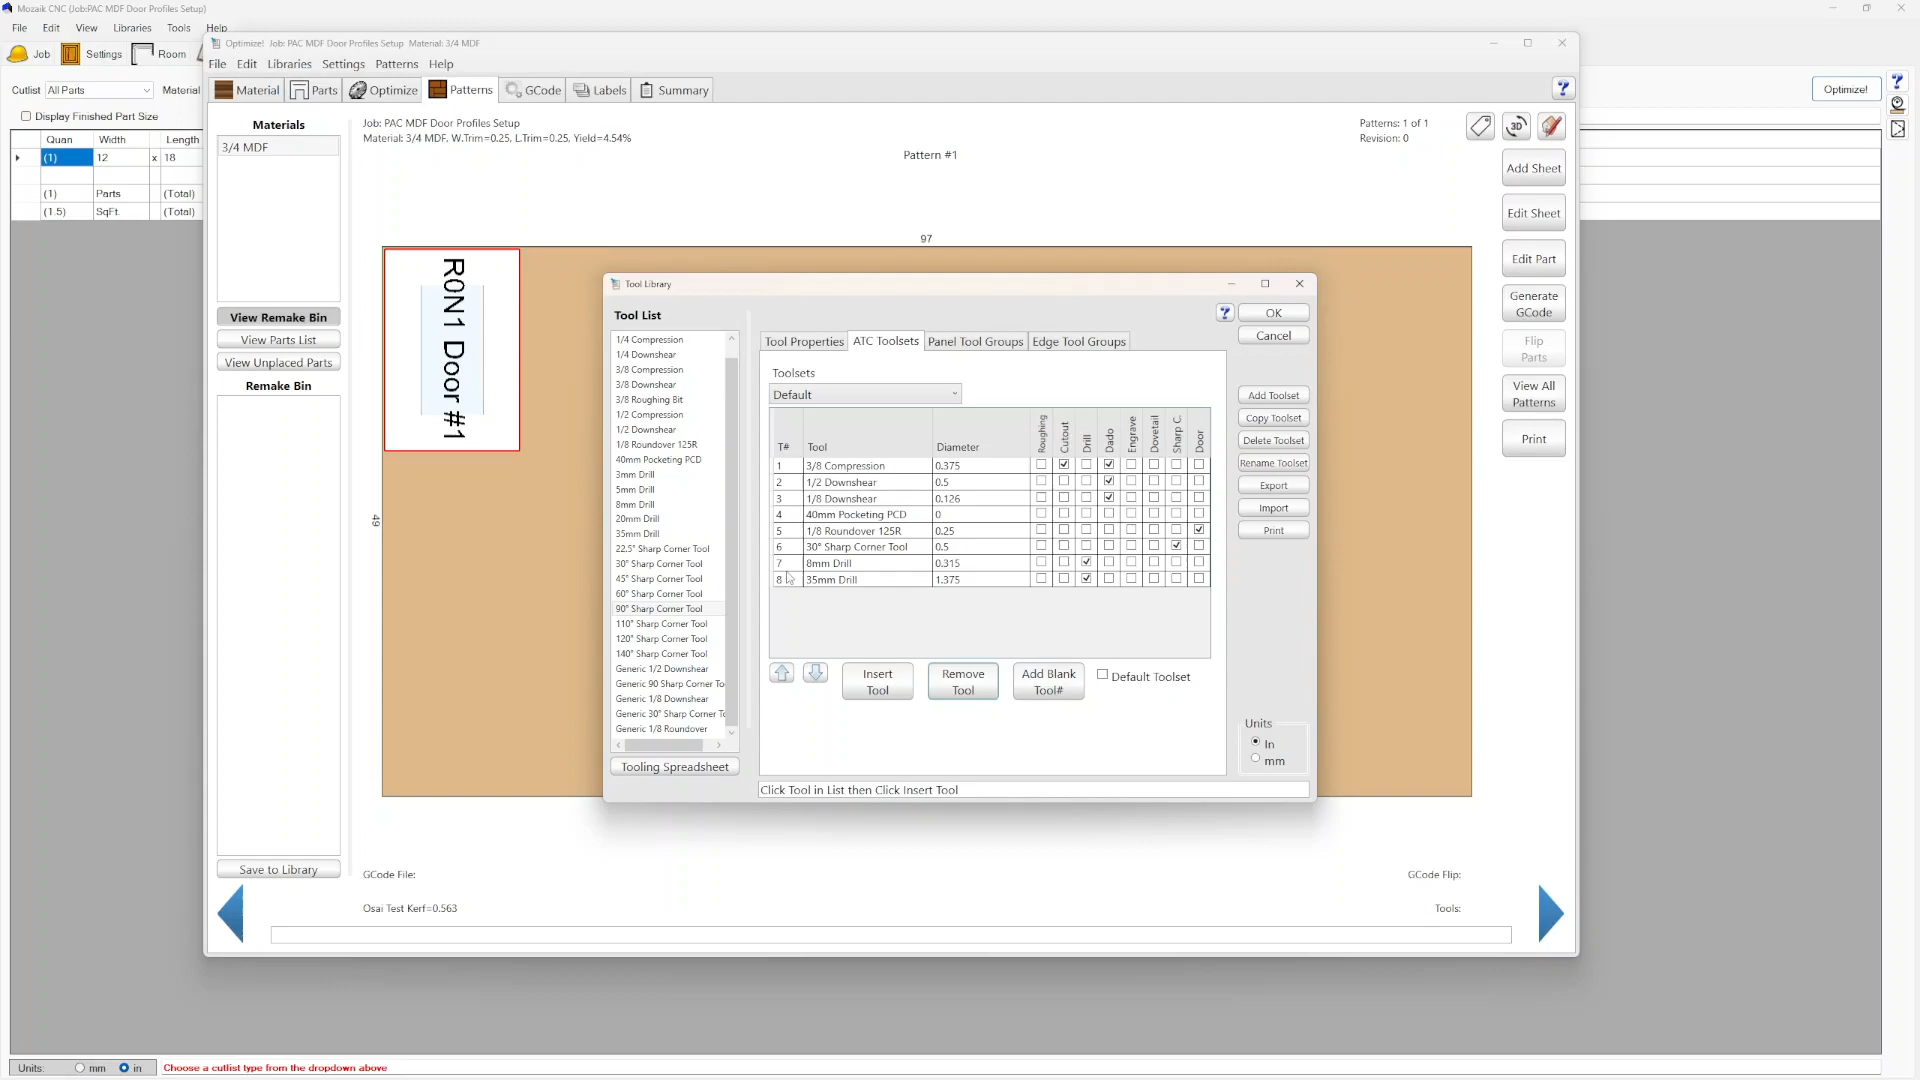 Mozaik CNC (Job:PAC MDF Door Profiles Setup)
File Edit View Libraries Tools Help
Job Settings Room
Cutlist All Parts Material
Display Finished Part Size
Quan Width Length
(1) 12 x 18
(1) Parts (Total)
(1.5) SqFt. (Total)
Optimize!
Optimize! Job: PAC MDF Door Profiles Setup Material: 3/4 MDF
File Edit Libraries Settings Patterns Help
Material Parts Optimize Patterns GCode Labels Summary
Materials
3/4 MDF
View Remake Bin
View Parts List
View Unplaced Parts
Remake Bin
Save to Library
Job: PAC MDF Door Profiles Setup
Material: 3/4 MDF, W.Trim=0.25, L.Trim=0.25, Yield=4.54%
Pattern #1
Patterns: 1 of 1
Revision: 0
97
49
R0N1 Door #1
3D
Add Sheet
Edit Sheet
Edit Part
Generate
GCode
Flip
Parts
View All
Patterns
Print
GCode File:
GCode Flip:
Osai Test Kerf=0.563
Tools:
Tool Library
Tool List
1/4 Compression
1/4 Downshear
3/8 Compression
3/8 Downshear
3/8 Roughing Bit
1/2 Compression
1/2 Downshear
1/8 Roundover 125R
40mm Pocketing PCD
3mm Drill
5mm Drill
8mm Drill
20mm Drill
35mm Drill
22.5° Sharp Corner Tool
30° Sharp Corner Tool
45° Sharp Corner Tool
60° Sharp Corner Tool
90° Sharp Corner Tool
110° Sharp Corner Tool
120° Sharp Corner Tool
140° Sharp Corner Tool
Generic 1/2 Downshear
Generic 90 Sharp Corner To
Generic 1/8 Downshear
Generic 30° Sharp Corner To
Generic 1/8 Roundover
Tooling Spreadsheet
Tool Properties ATC Toolsets Panel Tool Groups Edge Tool Groups
Toolsets
Default
T# Tool Diameter Roughing Cutout Drill Dado Engrave Dovetail Sharp C. Door
1 3/8 Compression 0.375
2 1/2 Downshear 0.5
3 1/8 Downshear 0.126
4 40mm Pocketing PCD 0
5 1/8 Roundover 125R 0.25
6 30° Sharp Corner Tool 0.5
7 8mm Drill 0.315
8 35mm Drill 1.375
Insert
Tool
Remove
Tool
Add Blank
Tool#
Default Toolset
OK
Cancel
Add Toolset
Copy Toolset
Delete Toolset
Rename Toolset
Export
Import
Print
Units
In
mm
Click Tool in List then Click Insert Tool
Units: mm in Choose a cutlist type from the dropdown above